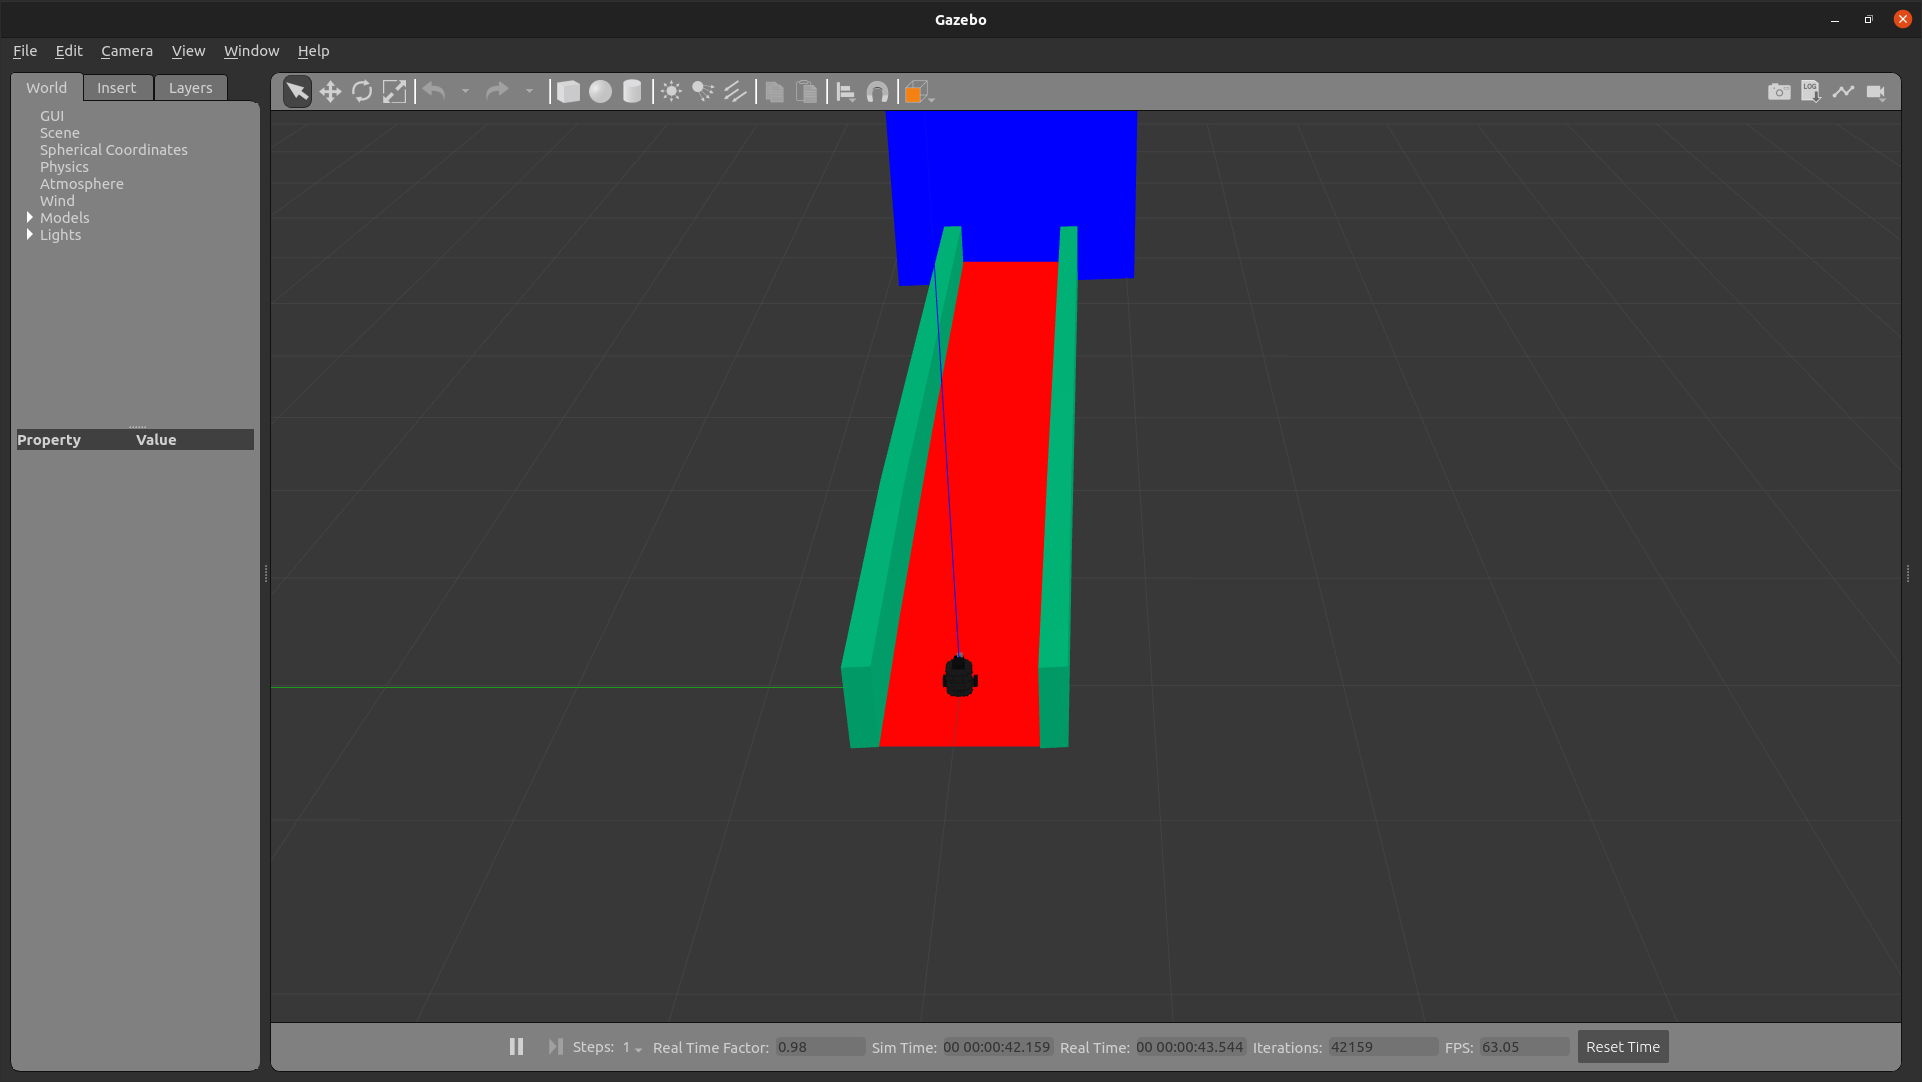 Gazebo
File Edit Camera View Window Help
World Insert Layers
GUI
Scene
Spherical Coordinates
Physics
Atmosphere
Wind
Models
Lights
Property Value
LOG
Steps: 1 Real Time Factor: 0.98 Sim Time: 00 00:00:42.159 Real Time: 00 00:00:43.544 Iterations: 42159 FPS: 63.05 Reset Time